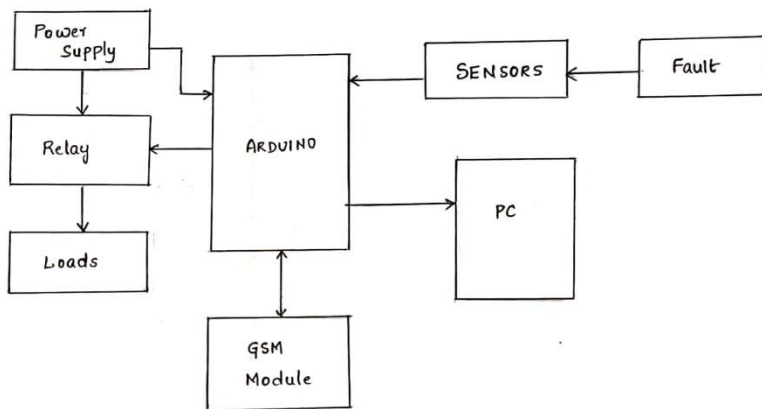 Power
Supply
SENSORS
Fault
Relay
ARDUINO
PC
Loads
GSM
Module